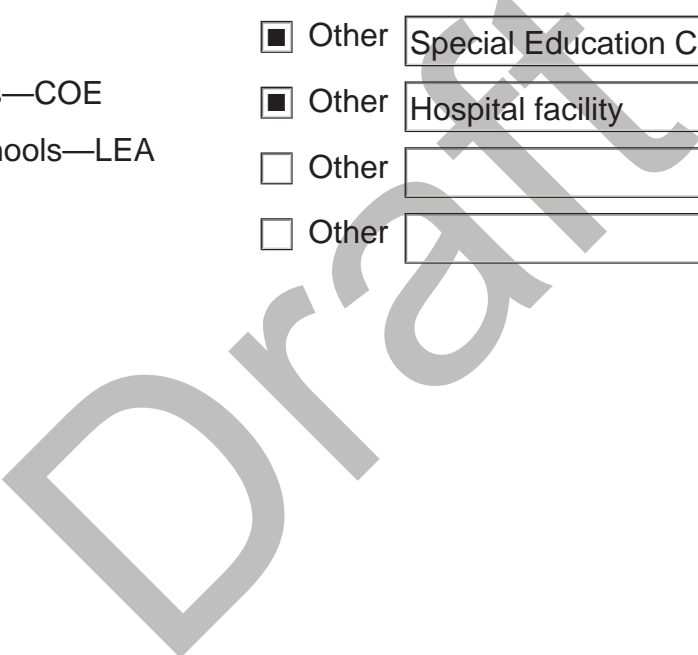 Other Special Education C
—COE
Other Hospital facility
ools—LEA
Other
Other
Draft